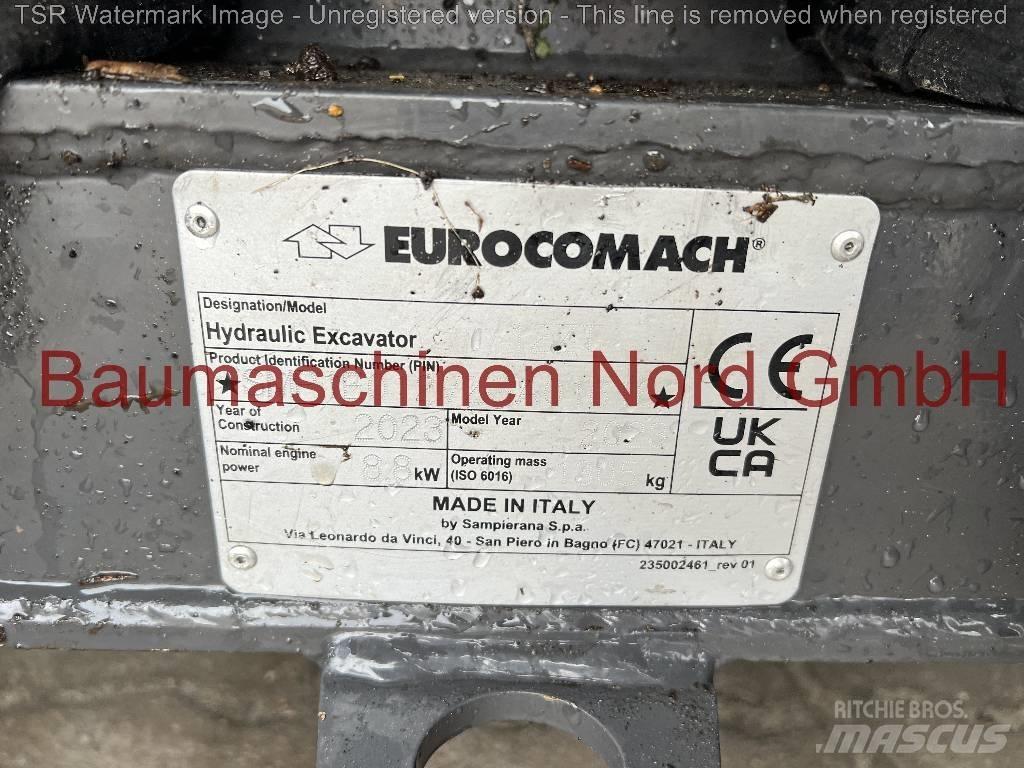 TSR Watermark Image - Unregistered version - This line is removed when registered
EUROCOMACH®
Designation/Model
Hydraulic Excavator
Product Identification Number (PIN)
Baumaschinen Nord GmbH
Year of Construction 2023
Model Year
Nominal engine power 8.8 kW
Operating mass (ISO 6016) kg
CE
UK
CA
MADE IN ITALY
by Sampierana S.p.a.
Via Leonardo da Vinci, 40 - San Piero in Bagno (FC) 47021 - ITALY
235002461_rev 01
RITCHIE BROS.
MASCUS